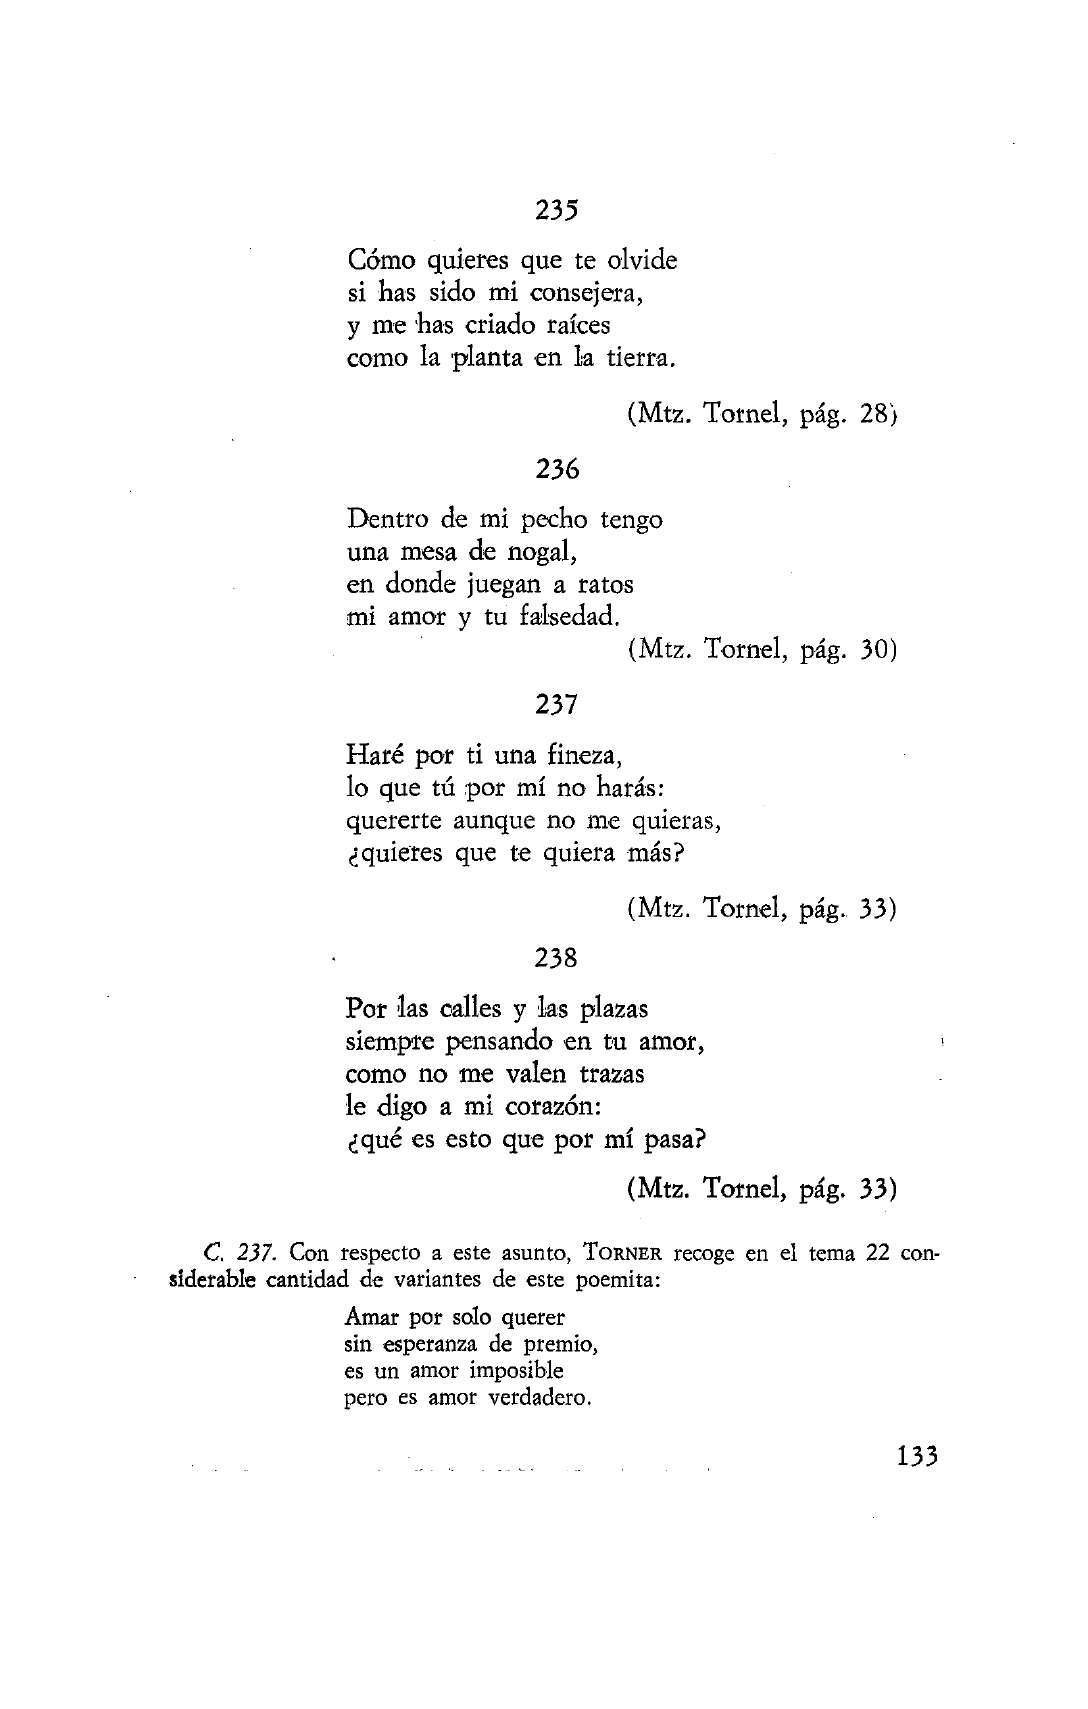 235
Cómo quieres que te olvide
si has sido mi consejera,
y me has criado raíces
como la planta en la tierra.
(Mtz. Tornel, pág. 28)
236
Dentro de mi pecho tengo
una mesa de nogal,
en donde juegan a ratos
mi amor y tu falsedad.
(Mtz. Tornel, pág. 30)
237
Haré por ti una fineza,
lo que tú por mí no harás:
quererte aunque no me quieras,
¿quieres que te quiera más?
(Mtz. Tornel, pág. 33)
238
Por las calles y las plazas
siempre pensando en tu amor,
como no me valen trazas
le digo a mi corazón:
¿qué es esto que por mí pasa?
(Mtz. Tornel, pág. 33)
C. 237. Con respecto a este asunto, TORNER recoge en el tema 22 con-
siderable cantidad de variantes de este poemita:
Amar por solo querer
sin esperanza de premio,
es un amor imposible
pero es amor verdadero.
133